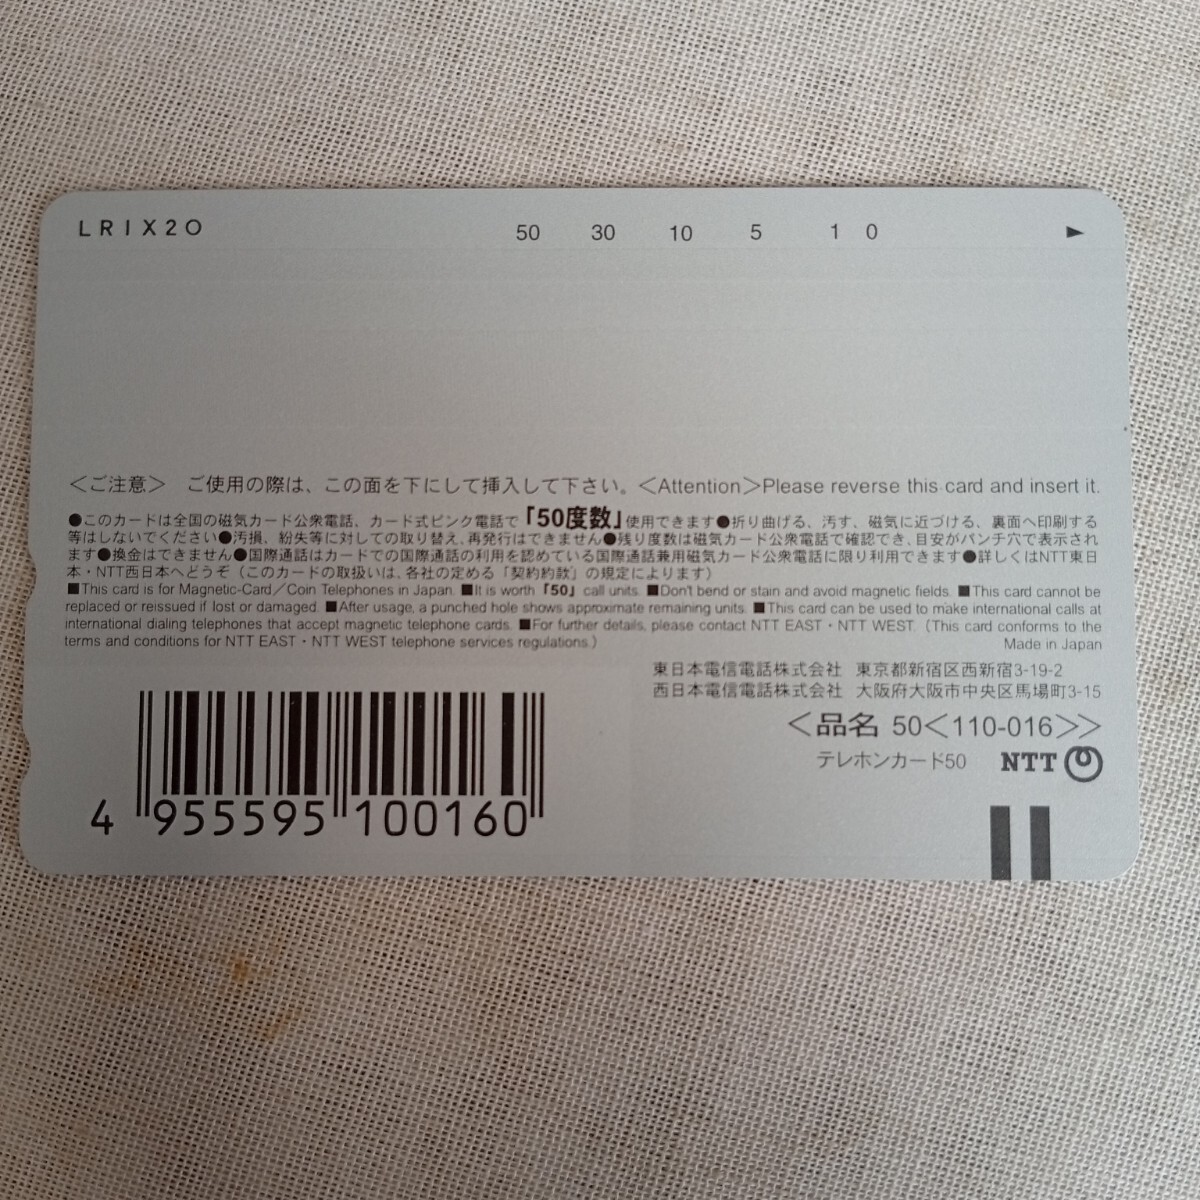 LR1X20
50 30 10 5 1 0 ►
＜ご注意＞ ご使用の際は、この面を下にして挿入して下さい。＜Attention＞Please reverse this card and insert it.
●このカードは全国の磁気カード公衆電話、カード式ピンク電話で「50度数」使用できます●折り曲げる、汚す、磁気に近づける、裏面へ印刷する
等はしないでください●汚損、紛失等に対しての取り替え、再発行はできません●残り度数は磁気カード公衆電話で確認でき、目安がパンチ穴で表示されま
す●換金はできません●国際通話はカードでの国際通話の利用を認めている国際通話兼用磁気カード公衆電話に限り利用できます●詳しくはNTT東日
本・NTT西日本へどうぞ（このカードの取扱いは、各社の定める「契約約款」の規定によります）
■This card is for Magnetic-Card／Coin Telephones in Japan. ■It is worth「50」call units. ■Don't bend or stain and avoid magnetic fields. ■This card cannot be
replaced or reissued if lost or damaged. ■After usage, a punched hole shows approximate remaining units. ■This card can be used to make international calls at
international dialing telephones that accept magnetic telephone cards. ■For further details, please contact NTT EAST・NTT WEST. (This card conforms to the
terms and conditions for NTT EAST・NTT WEST telephone services regulations.)
Made in Japan
東日本電信電話株式会社 東京都新宿区西新宿3-19-2
西日本電信電話株式会社 大阪府大阪市中央区馬場町3-15
＜品名 50＜110-016＞＞
テレホンカード50 NTT
4 955595 100160